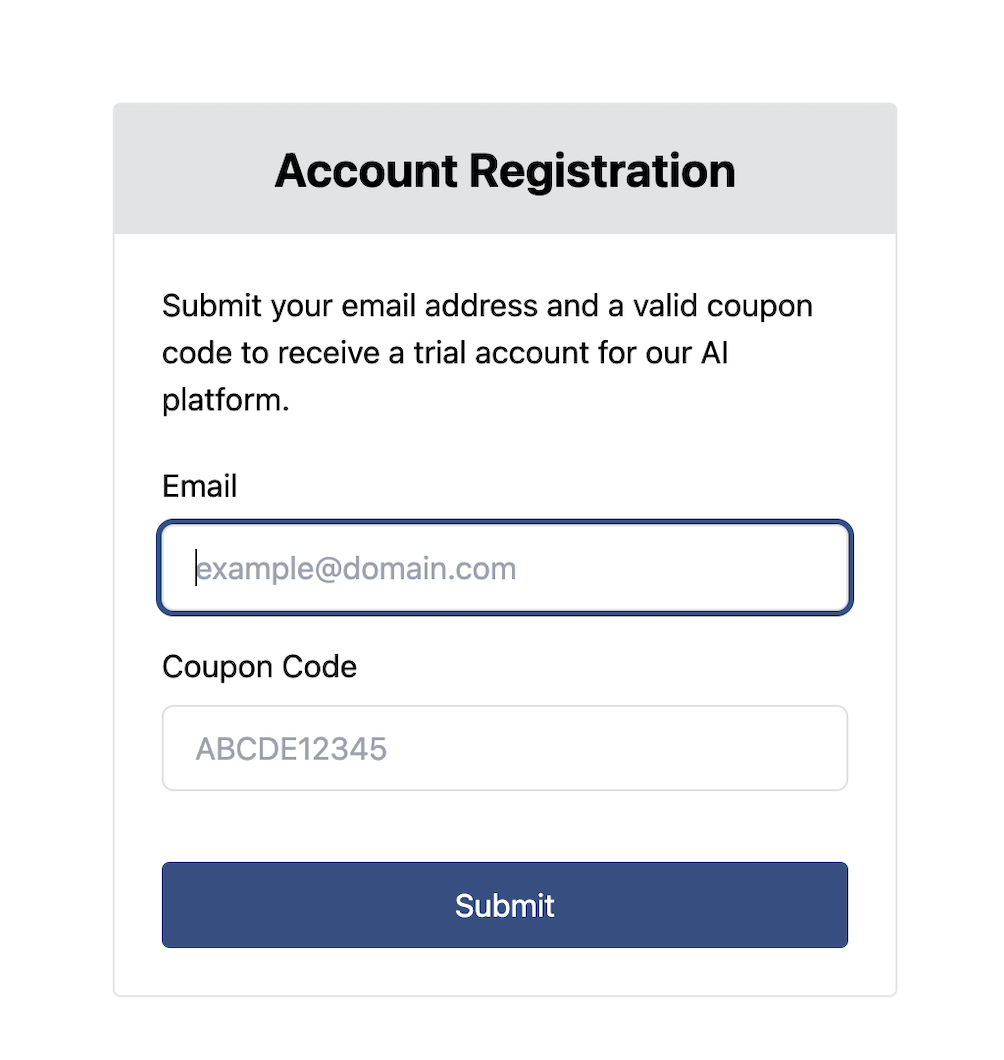 Account Registration
Submit your email address and a valid coupon
code to receive a trial account for our AI
platform.
Email
example@domain.com
Coupon Code
ABCDE12345
Submit